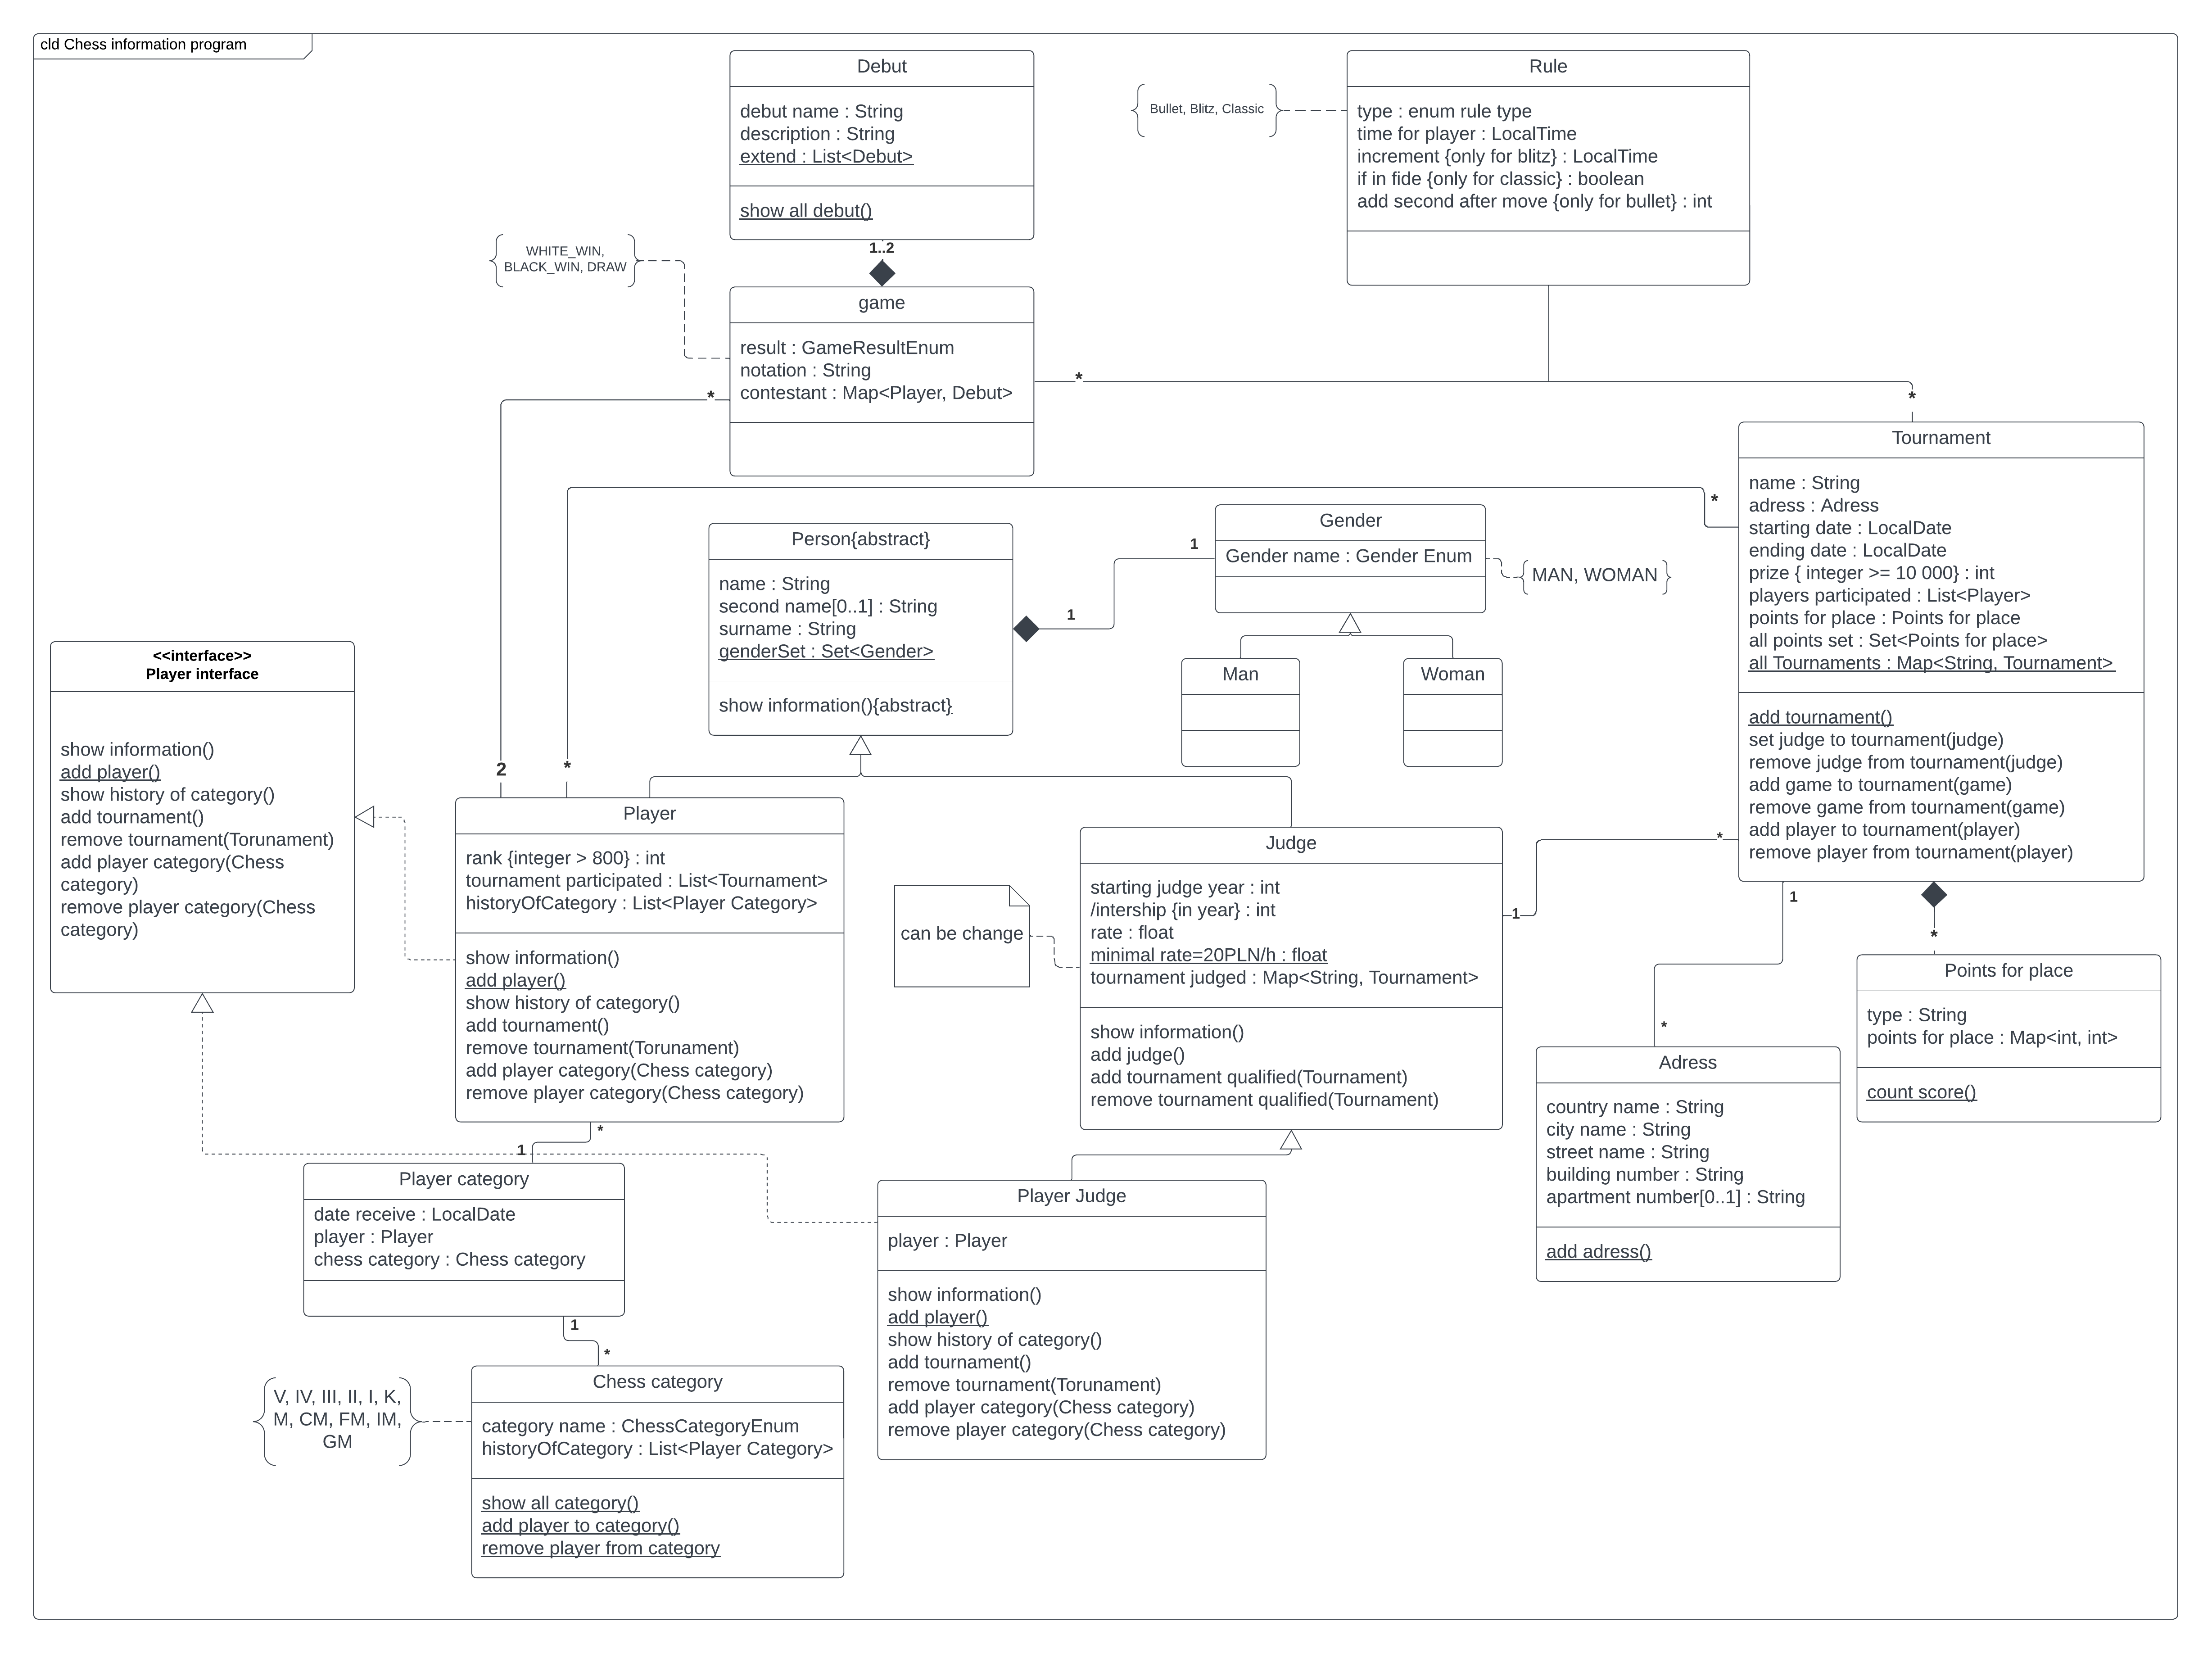 cld Chess information program
Debut
debut name : String
description : String
extend : List<Debut>
show all debut()
1..2
Bullet, Blitz, Classic
Rule
type : enum rule type
time for player : LocalTime
increment {only for blitz} : LocalTime
if in fide {only for classic} : boolean
add second after move {only for bullet} : int
WHITE_WIN,
BLACK_WIN, DRAW
game
result : GameResultEnum
notation : String
contestant : Map<Player, Debut>
*
*
*
Tournament
name : String
adress : Adress
starting date : LocalDate
ending date : LocalDate
prize { integer >= 10 000} : int
players participated : List<Player>
points for place : Points for place
all points set : Set<Points for place>
all Tournaments : Map<String, Tournament>
add tournament()
set judge to tournament(judge)
remove judge from tournament(judge)
add game to tournament(game)
remove game from tournament(game)
add player to tournament(player)
remove player from tournament(player)
*
Person{abstract}
name : String
second name[0..1] : String
surname : String
genderSet : Set<Gender>
show information(){abstract}
1
1
Gender
Gender name : Gender Enum
MAN, WOMAN
Man
Woman
<<interface>>
Player interface
show information()
add player()
show history of category()
add tournament()
remove tournament(Torunament)
add player category(Chess
category)
remove player category(Chess
category)
2
*
Player
rank {integer > 800} : int
tournament participated : List<Tournament>
historyOfCategory : List<Player Category>
show information()
add player()
show history of category()
add tournament()
remove tournament(Torunament)
add player category(Chess category)
remove player category(Chess category)
can be change
Judge
starting judge year : int
/intership {in year} : int
rate : float
minimal rate=20PLN/h : float
tournament judged : Map<String, Tournament>
show information()
add judge()
add tournament qualified(Tournament)
remove tournament qualified(Tournament)
*
1
1
*
*
Points for place
type : String
points for place : Map<int, int>
count score()
Adress
country name : String
city name : String
street name : String
building number : String
apartment number[0..1] : String
add adress()
*
1
Player category
date receive : LocalDate
player : Player
chess category : Chess category
1
*
Player Judge
player : Player
show information()
add player()
show history of category()
add tournament()
remove tournament(Torunament)
add player category(Chess category)
remove player category(Chess category)
V, IV, III, II, I, K,
M, CM, FM, IM,
GM
Chess category
category name : ChessCategoryEnum
historyOfCategory : List<Player Category>
show all category()
add player to category()
remove player from category